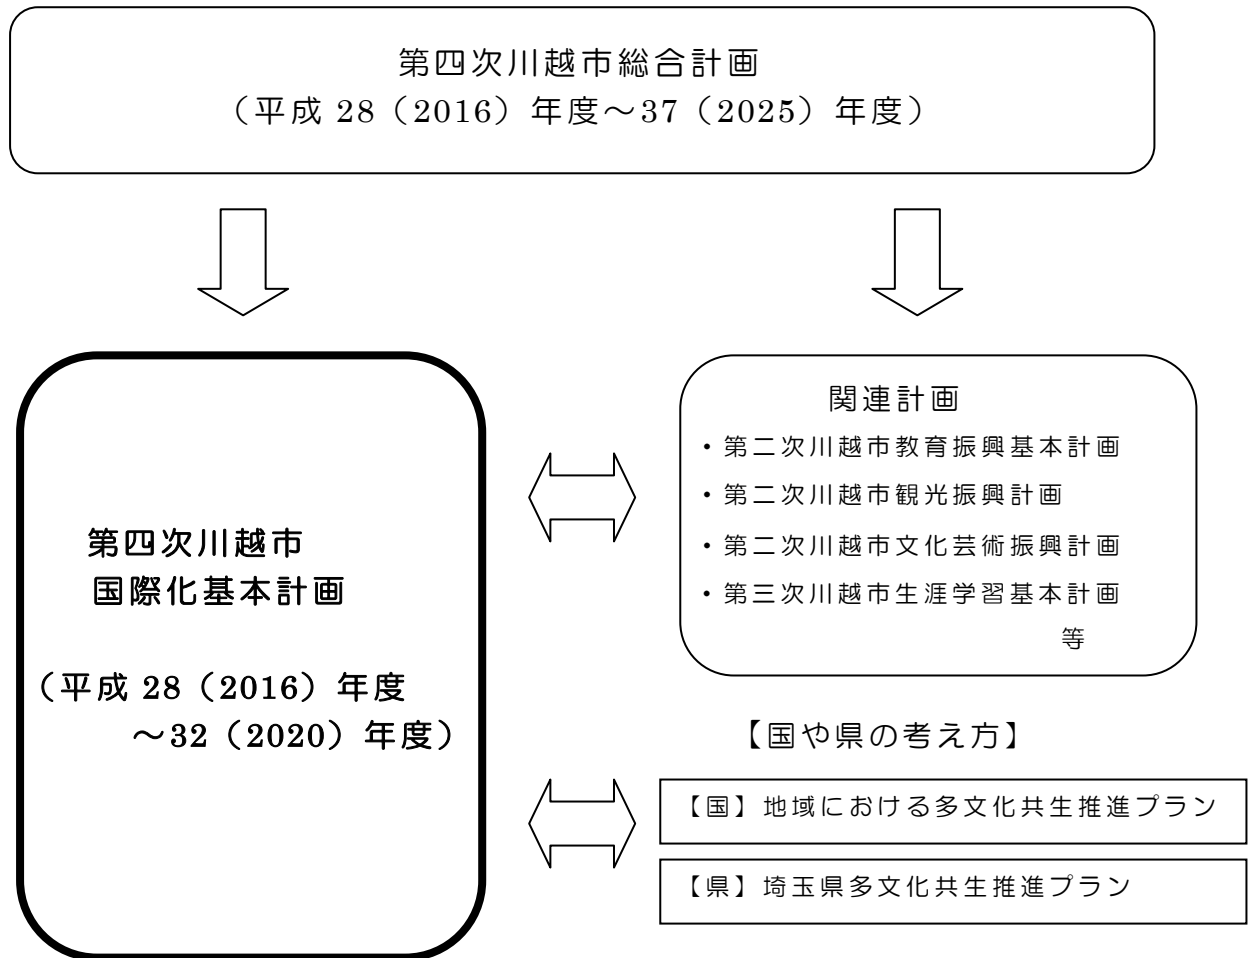 第四次川越市総合計画
（平成 28（2016）年度～37（2025）年度）
第四次川越市
国際化基本計画
（平成 28（2016）年度
～32（2020）年度）
関連計画
・第二次川越市教育振興基本計画
・第二次川越市観光振興計画
・第二次川越市文化芸術振興計画
・第三次川越市生涯学習基本計画
等
【国や県の考え方】
【国】地域における多文化共生推進プラン
【県】埼玉県多文化共生推進プラン